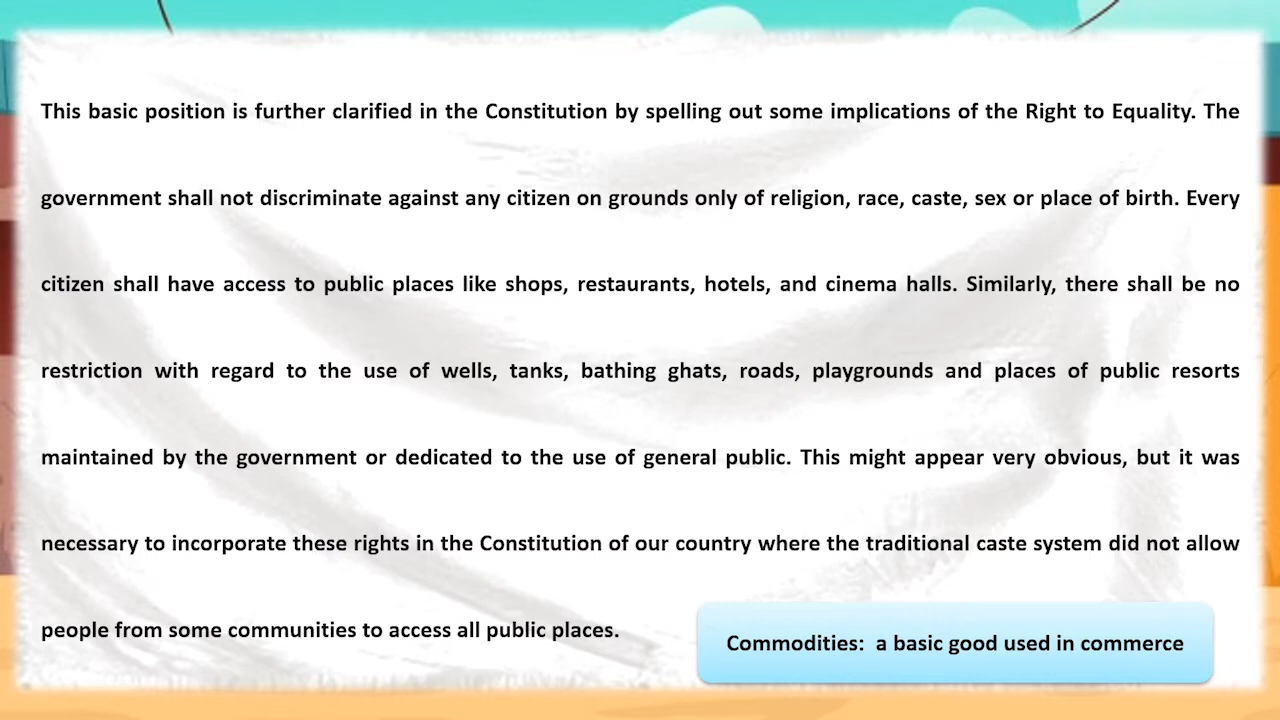 This basic position is further clarified in the Constitution by spelling out some implications of the Right to Equality. The
government shall not discriminate against any citizen on grounds only of religion, race, caste, sex or place of birth. Every
citizen shall have access to public places like shops, restaurants, hotels, and cinema halls. Similarly, there shall be no
restriction with regard to the use of wells, tanks, bathing ghats, roads, playgrounds and places of public resorts
maintained by the government or dedicated to the use of general public. This might appear very obvious, but it was
necessary to incorporate these rights in the Constitution of our country where the traditional caste system did not allow
people from some communities to access all public places.
Commodities: a basic good used in commerce